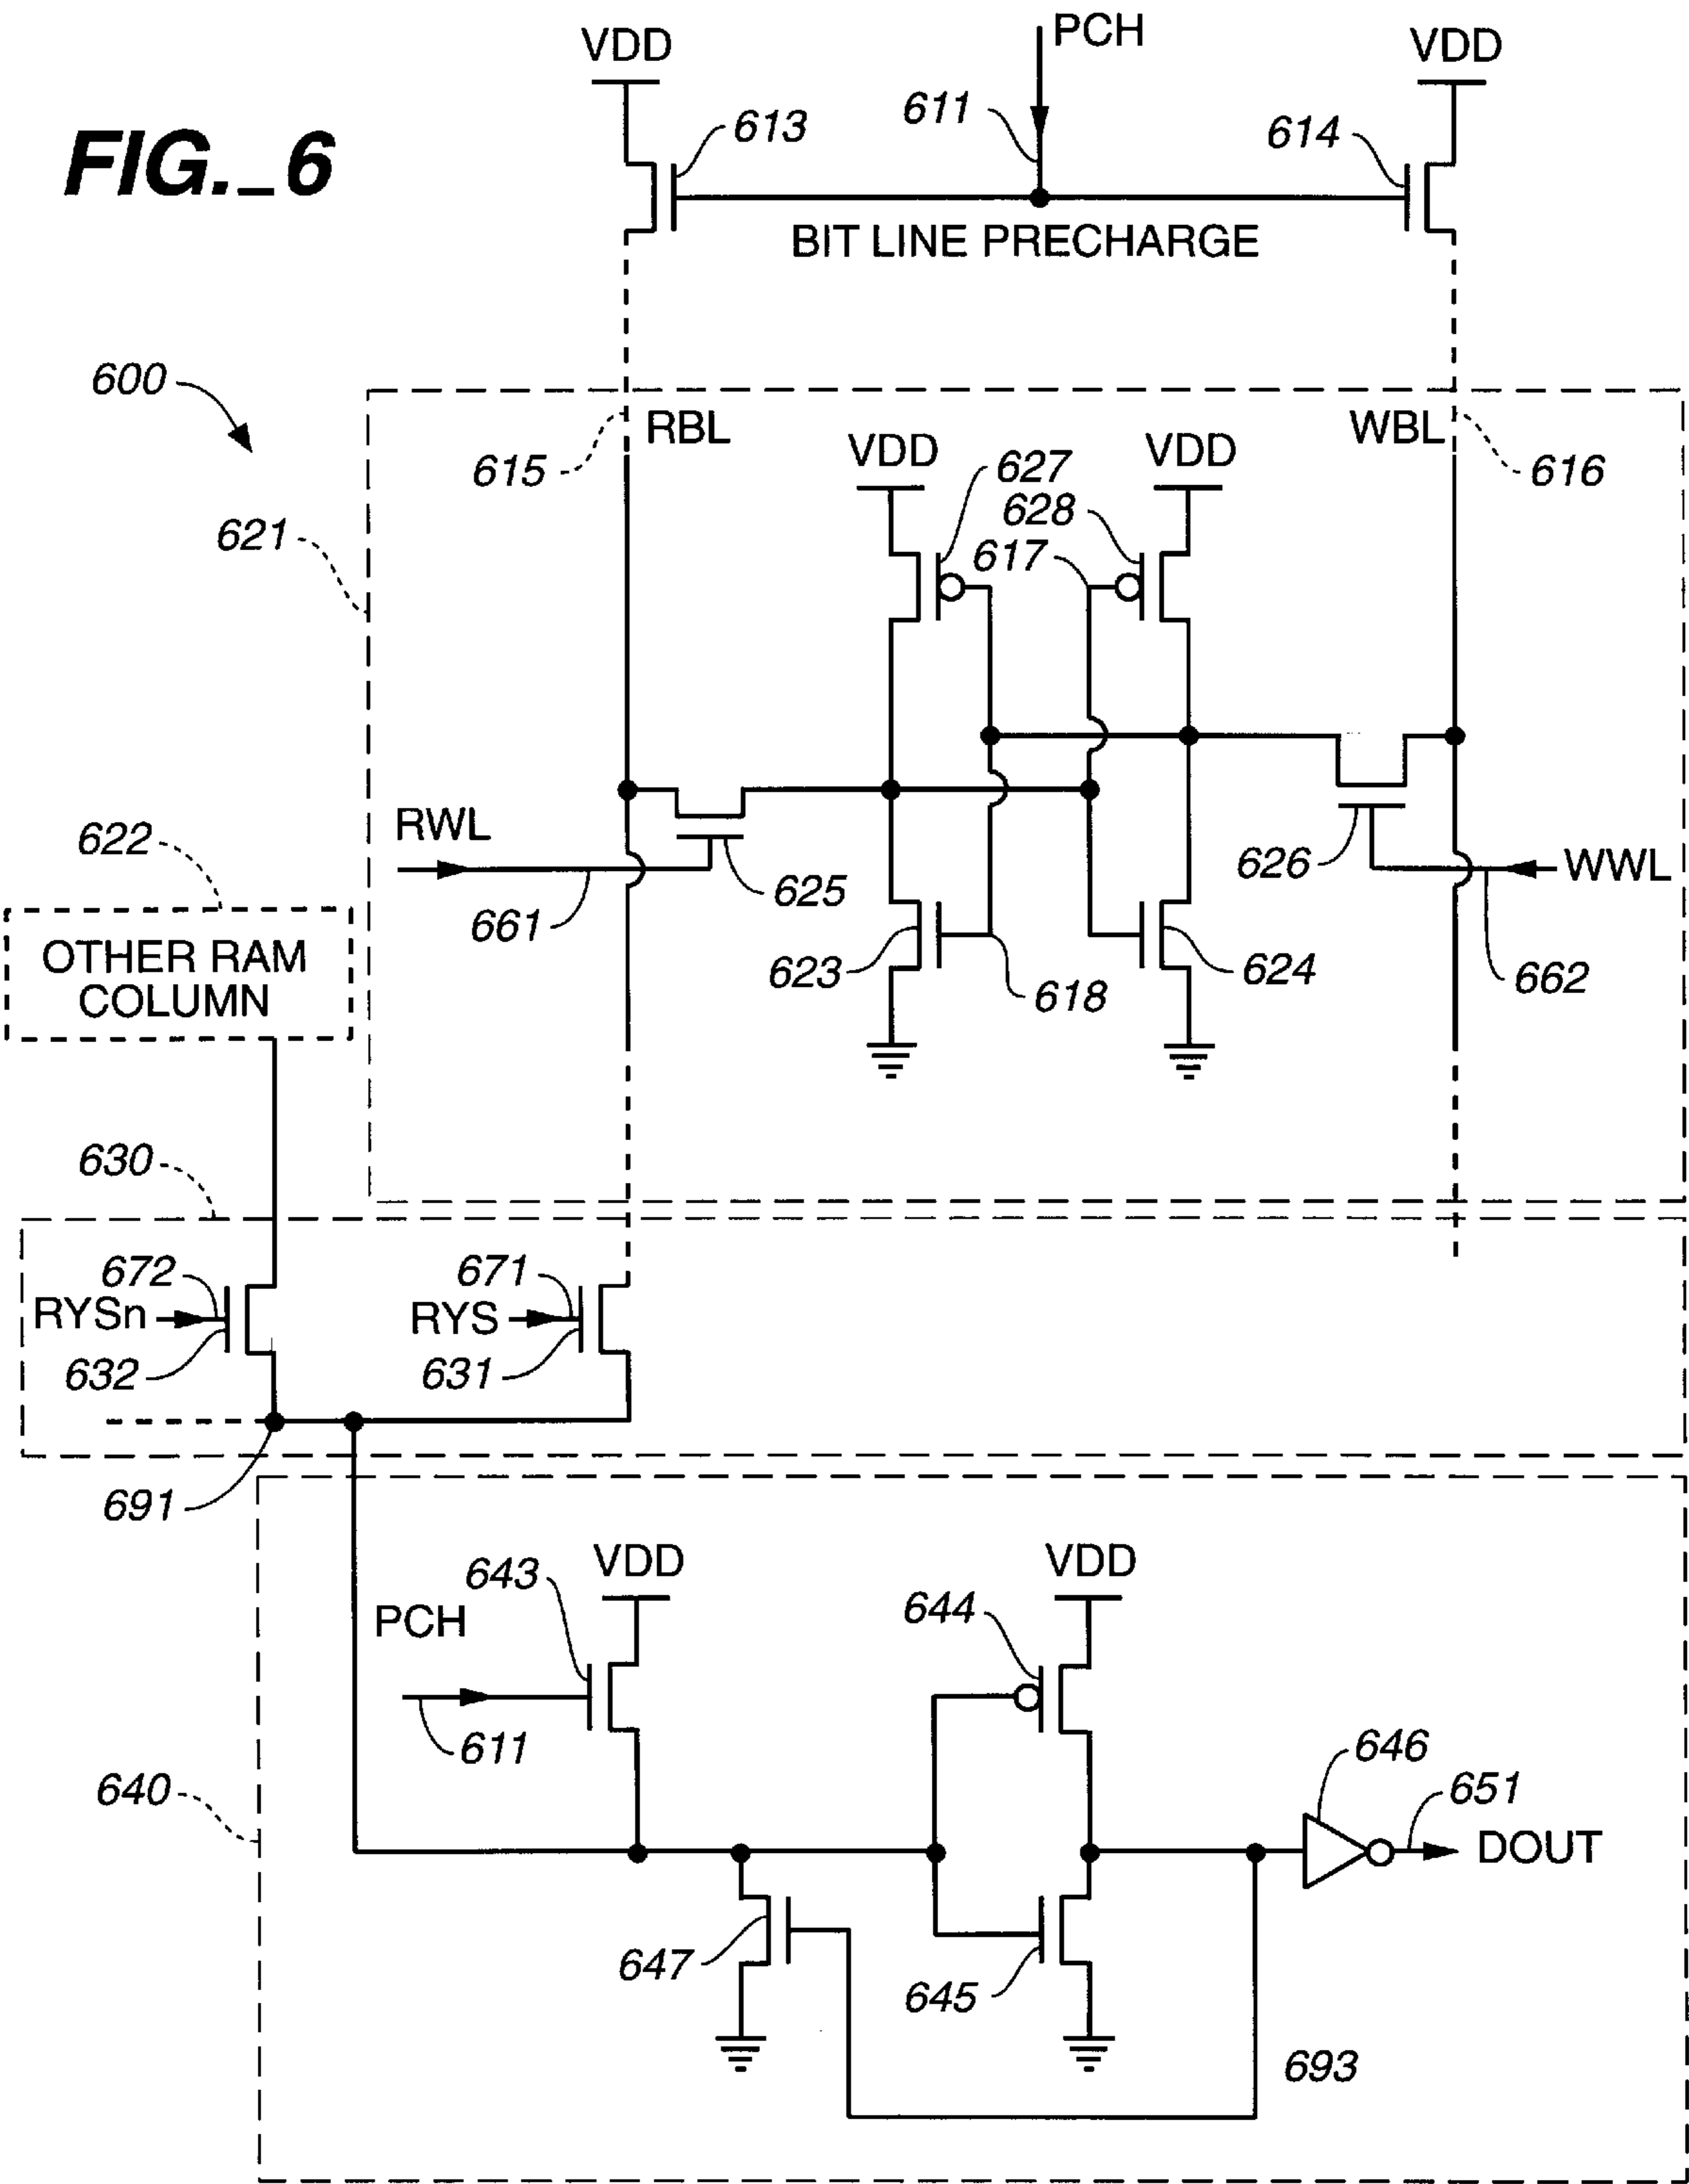 FIG._6
VDD
PCH
VDD
613
611
614
BIT LINE PRECHARGE
600
RBL
WBL
615
616
621
VDD
627
VDD
628
617
RWL
622
661
625
626
WWL
OTHER RAM
COLUMN
623
618
624
662
630
672
671
RYSn
RYS
632
631
691
643
VDD
VDD
PCH
644
611
646
651
640
DOUT
647
645
693